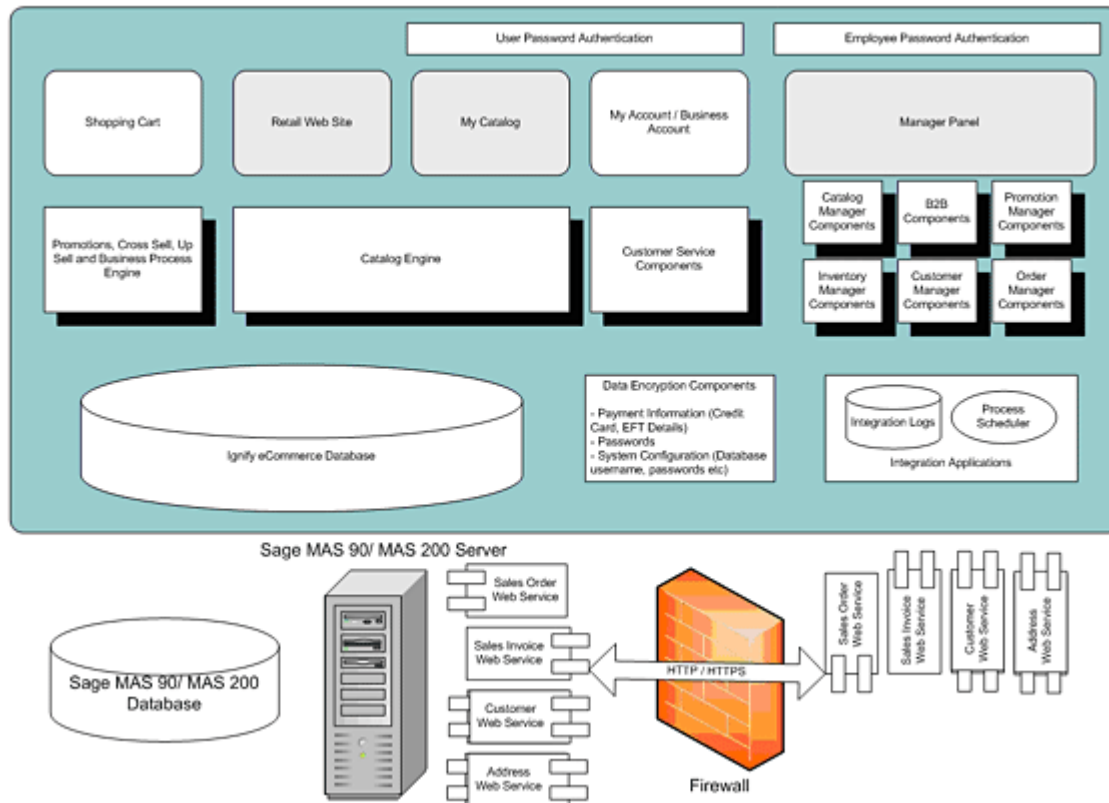 User Password Authentication
Employee Password Authentication
Shopping Cart
Retail Web Site
My Catalog
My Account / Business
Account
Manager Panel
Catalog
Manager
Components
B2B
Components
Promotion
Manager
Components
Promotions, Cross Sell, Up
Sell and Business Process
Engine
Catalog Engine
Customer Service
Components
Inventory
Manager
Components
Customer
Manager
Components
Order
Manager
Components
Ignify eCommerce Database
Data Encryption Components
- Payment Information (Credit
Card, EFT Details)
- Passwords
- System Configuration (Database
username, passwords etc)
Integration Logs
Process
Scheduler
Integration Applications
Sage MAS 90/ MAS 200 Server
Sales Order
Web Service
Sales Invoice
Web Service
Customer
Web Service
Address
Web Service
Sage MAS 90/ MAS 200
Database
HTTP / HTTPS
Firewall
Sales Order
Web Service
Sales Invoice
Web Service
Customer
Web Service
Address
Web Service